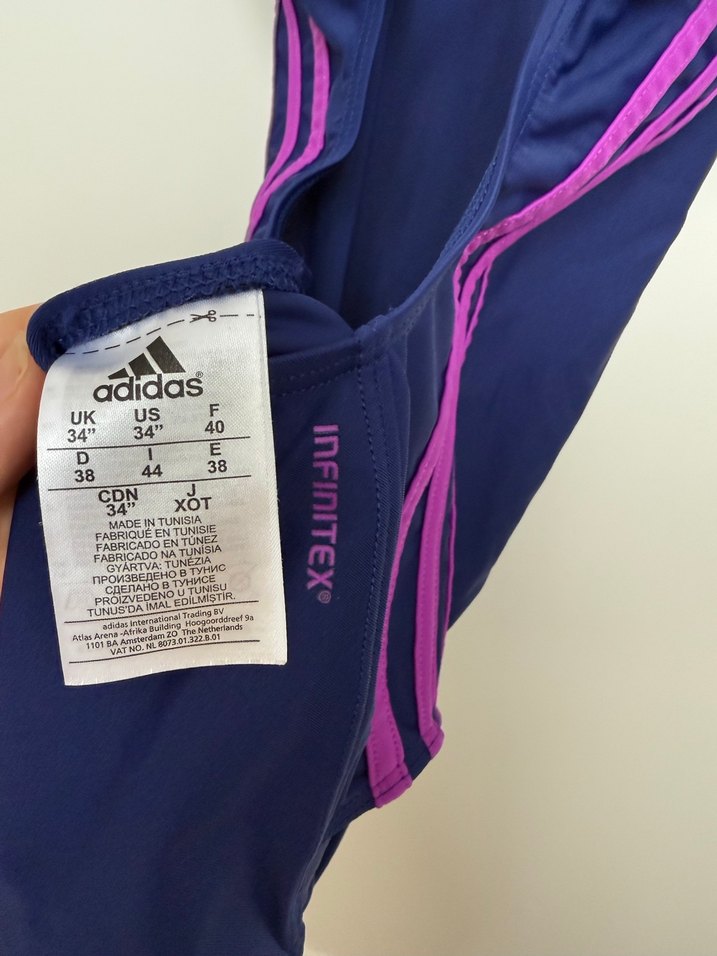 adidas®
UK US F
34” 34” 40
D I E
38 44 38
CDN J
34” XOT
MADE IN TUNISIA
FABRIQUÉ EN TUNISIE
FABRICADO EN TÚNEZ
FABRICADO NA TUNÍSIA
GYÁRTVA: TUNÉZIA
ПРОИЗВЕДЕНО В ТУНИС
СДЕЛАНО В ТУНИСЕ
PROIZVEDENO U TUNISU
TUNUS'DA İMAL EDİLMİŞTİR.
adidas International Trading BV
Atlas Arena -Afrika Building Hoogoorddreef 9a
1101 BA Amsterdam ZO The Netherlands
VAT NO. NL 8073.01.322.B.01
INFINITEX®